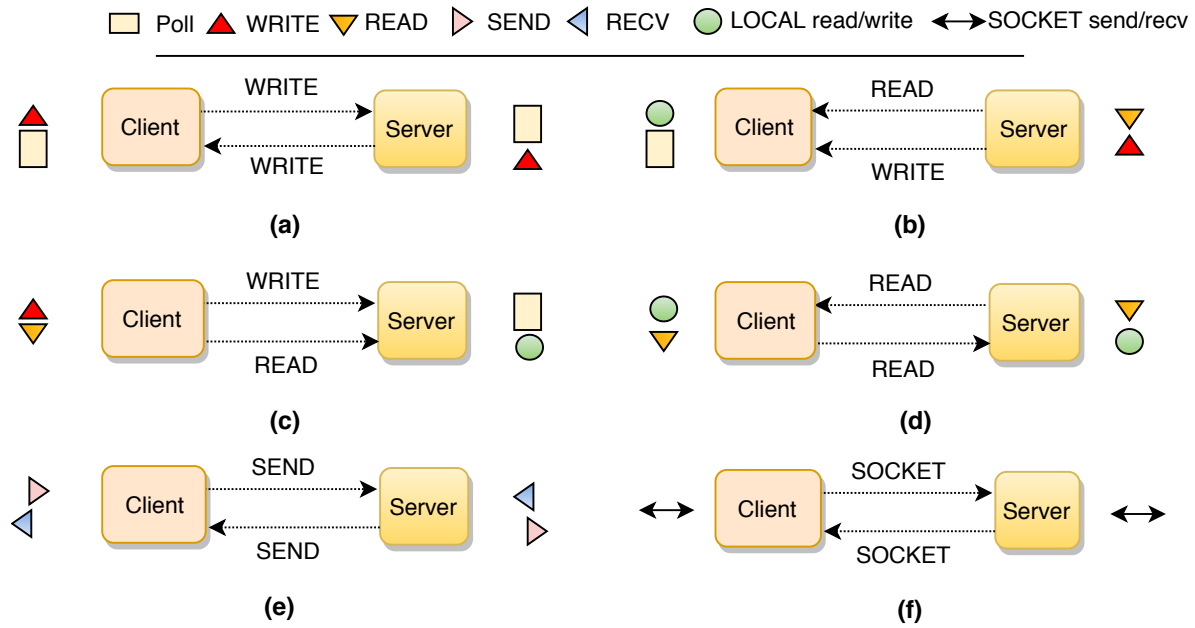 Poll WRITE READ SEND RECV LOCAL read/write SOCKET send/recv
WRITE
Client
Server
WRITE
(a)
READ
Client
Server
WRITE
(b)
WRITE
Client
Server
READ
(c)
READ
Client
Server
READ
(d)
SEND
Client
Server
SEND
(e)
SOCKET
Client
Server
SOCKET
(f)